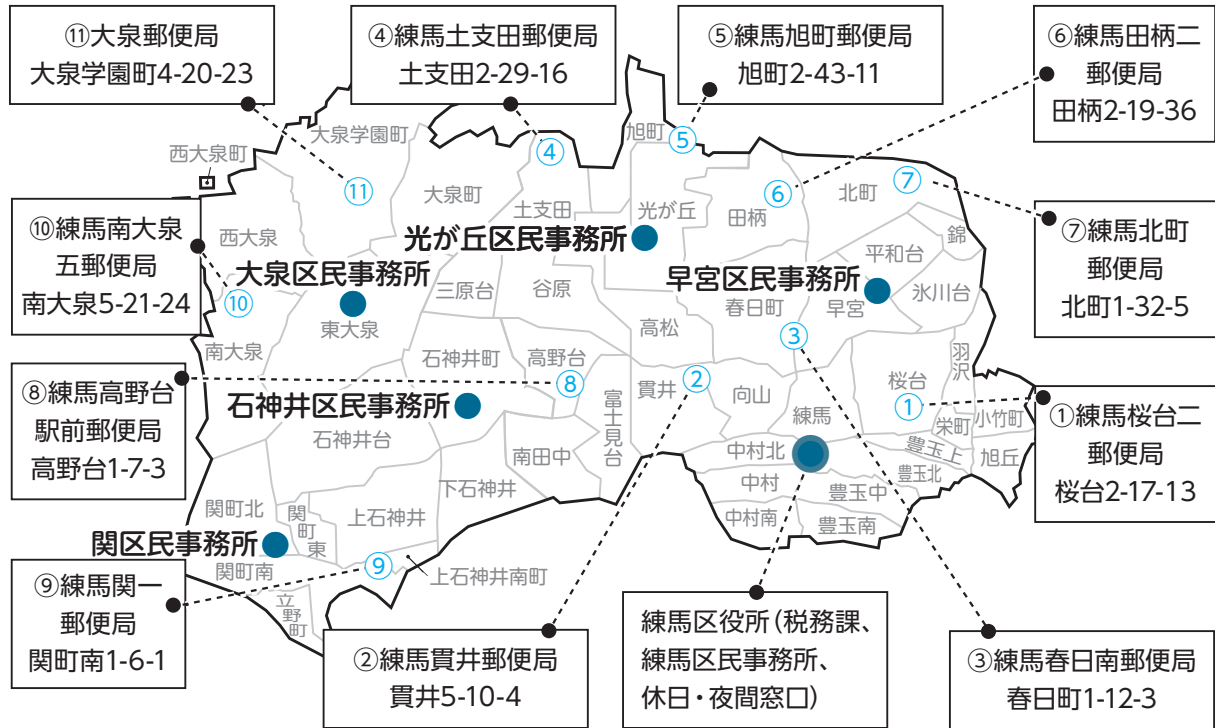 ⑪大泉郵便局
大泉学園町4-20-23
④練馬土支田郵便局
土支田2-29-16
⑤練馬旭町郵便局
旭町2-43-11
⑥練馬田柄二
郵便局
田柄2-19-36
大泉学園町
旭町
⑤
④
西大泉町
⑪
大泉町
土支田
光が丘
田柄
⑥
北町
⑦
⑩練馬南大泉
五郵便局
南大泉5-21-24
西大泉
光が丘区民事務所
平和台
錦
⑦練馬北町
郵便局
北町1-32-5
大泉区民事務所
早宮区民事務所
⑩
三原台
谷原
春日町
早宮
氷川台
東大泉
高松
③
南大泉
石神井町
高野台
羽沢
⑧練馬高野台
駅前郵便局
高野台1-7-3
⑧
貫井
②
向山
桜台
①
石神井区民事務所
富士見台
練馬
栄町
小竹町
①練馬桜台二
郵便局
桜台2-17-13
石神井台
南田中
中村北
豊玉上
旭丘
下石神井
中村
豊玉北
豊玉中
関町北
関町東
上石神井
中村南
豊玉南
関区民事務所
関町南
⑨
上石神井南町
立野町
⑨練馬関一
郵便局
関町南1-6-1
②練馬貫井郵便局
貫井5-10-4
練馬区役所(税務課、
練馬区民事務所、
休日・夜間窓口)
③練馬春日南郵便局
春日町1-12-3